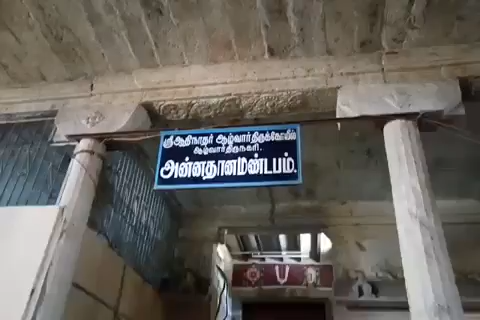 ஸ்ரீஆதிநாதர் ஆழ்வார்திருக்கோவில்
ஆழ்வார்திருநகரி.
அன்னதானமண்டபம்.